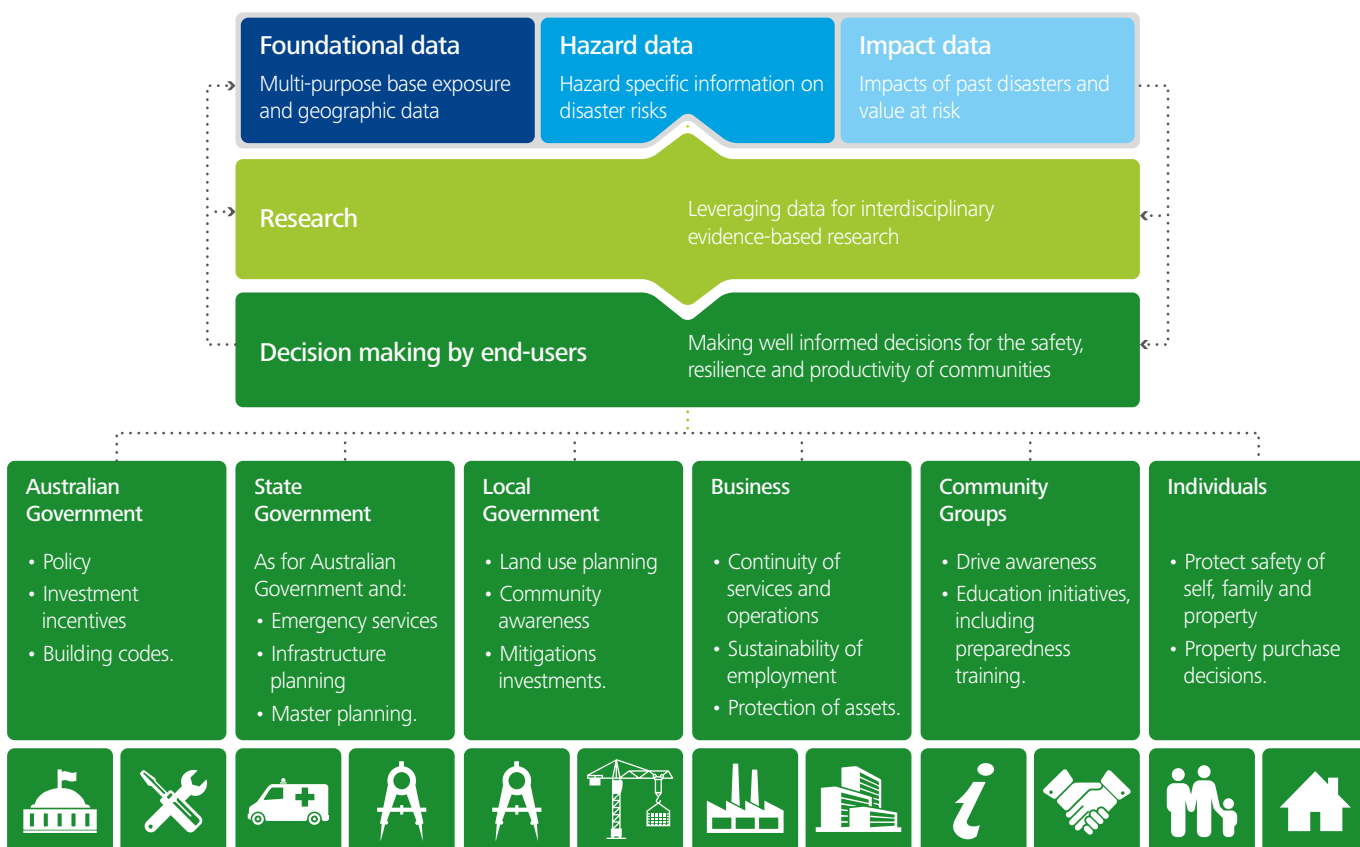 Foundational data
Multi-purpose base exposure
and geographic data
Hazard data
Hazard specific information on
disaster risks
Impact data
Impacts of past disasters and
value at risk
Research
Leveraging data for interdisciplinary
evidence-based research
Decision making by end-users
Making well informed decisions for the safety,
resilience and productivity of communities
Australian
Government
• Policy
• Investment
incentives
• Building codes.
State
Government
As for Australian
Government and:
• Emergency services
• Infrastructure
planning
• Master planning.
Local
Government
• Land use planning
• Community
awareness
• Mitigations
investments.
Business
• Continuity of
services and
operations
• Sustainability of
employment
• Protection of assets.
Community
Groups
• Drive awareness
• Education initiatives,
including
preparedness
training.
Individuals
• Protect safety of
self, family and
property
• Property purchase
decisions.